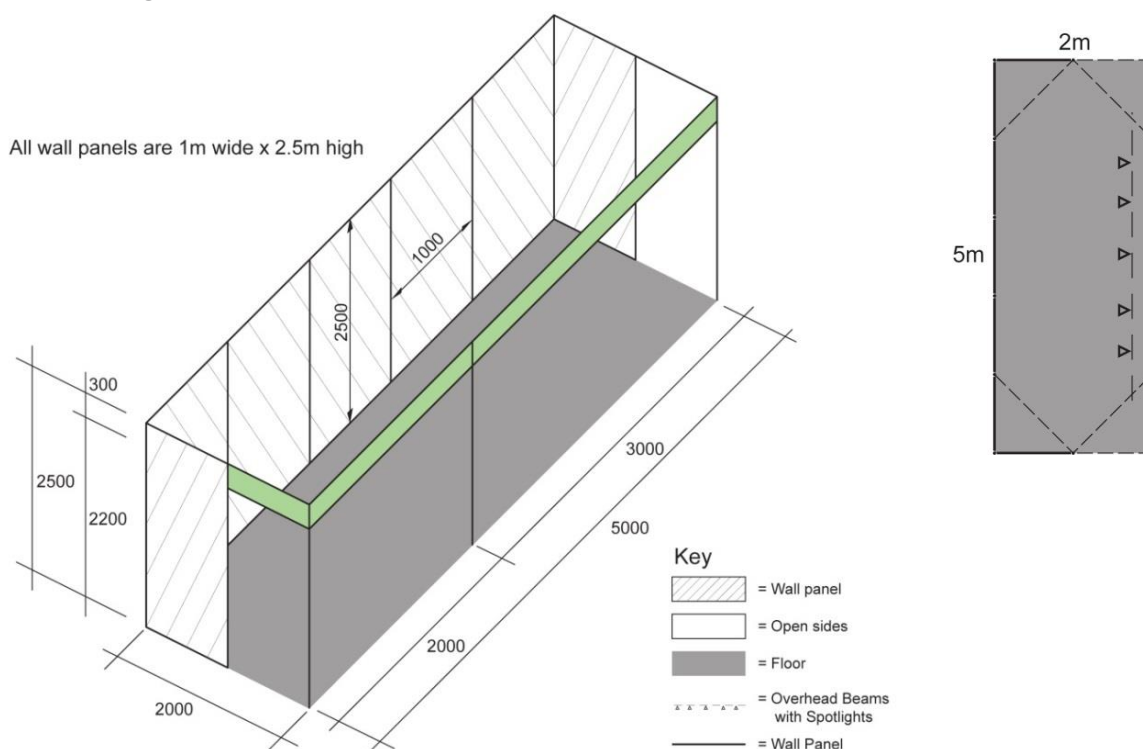 2m
All wall panels are 1m wide x 2.5m high
1000
2500
5m
300
2500
2200
3000
5000
2000
2000
Key
= Wall panel
= Open sides
= Floor
= Overhead Beams
with Spotlights
= Wall Panel